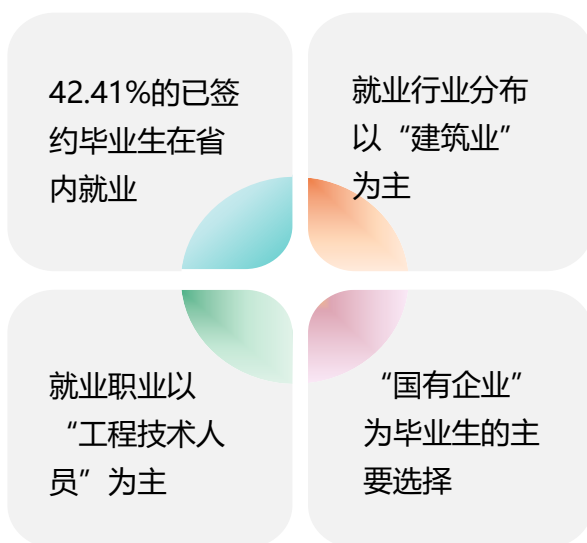 42.41%的已签
约毕业生在省
内就业
就业行业分布
以“建筑业”
为主
就业职业以
“工程技术人
员”为主
“国有企业”
为毕业生的主
要选择